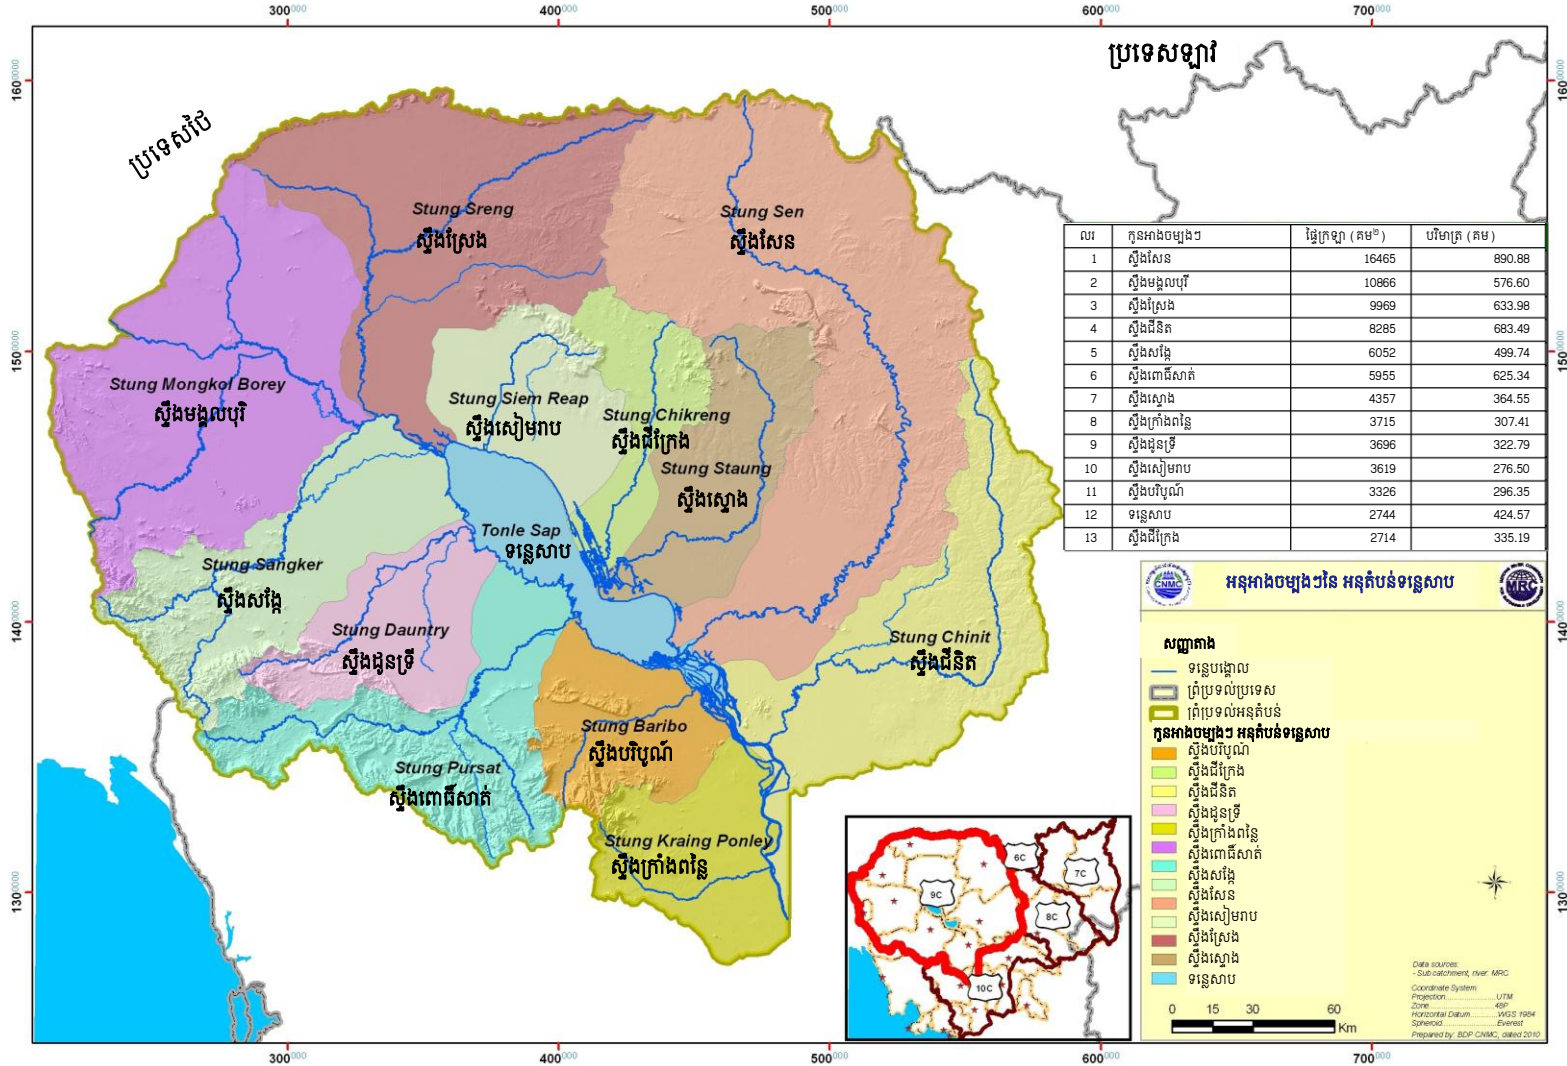 300000 400000 500000 600000 700000
1600000
1500000
1400000
1300000
ប្រទេសឡាវ
ប្រទេសថៃ
Stung Sreng
ស្ទឹងស្រែង
Stung Sen
ស្ទឹងសែន
Stung Mongkol Borey
ស្ទឹងមង្គលបុរី
Stung Siem Reap
ស្ទឹងសៀមរាប
Stung Chikreng
ស្ទឹងជីក្រែង
Stung Staung
ស្ទឹងស្ទោង
Tonle Sap
ទន្លេសាប
Stung Sangker
ស្ទឹងសង្កែ
Stung Dauntry
ស្ទឹងដូនទ្រី
Stung Chinit
ស្ទឹងជីនិត
Stung Baribo
ស្ទឹងបរិបូណ៌
Stung Pursat
ស្ទឹងពោធិ៍សាត់
Stung Kraing Ponley
ស្ទឹងក្រាំងពន្លៃ
លរ កូនអាងចម្បងៗ ផ្ទៃក្រឡា (គម²) បរិមាត្រ (គម)
1 ស្ទឹងសែន 16465 890.88
2 ស្ទឹងមង្គលបុរី 10866 576.60
3 ស្ទឹងស្រែង 9969 633.98
4 ស្ទឹងជីនិត 8285 683.49
5 ស្ទឹងសង្កែ 6052 499.74
6 ស្ទឹងពោធិ៍សាត់ 5955 625.34
7 ស្ទឹងស្ទោង 4357 364.55
8 ស្ទឹងក្រាំងពន្លៃ 3715 307.41
9 ស្ទឹងដូនទ្រី 3696 322.79
10 ស្ទឹងសៀមរាប 3619 276.50
11 ស្ទឹងបរិបូណ៌ 3326 296.35
12 ទន្លេសាប 2744 424.57
13 ស្ទឹងជីក្រែង 2714 335.19
CNMC
អនុអាងចម្បងៗនៃ អនុតំបន់ទន្លេសាប
MRC
សញ្ញាតាង
ទន្លេបង្គោល
ព្រំប្រទល់ប្រទេស
ព្រំប្រទល់អនុតំបន់
កូនអាងចម្បងៗ អនុតំបន់ទន្លេសាប
ស្ទឹងបរិបូណ៌
ស្ទឹងជីក្រែង
ស្ទឹងជីនិត
ស្ទឹងដូនទ្រី
ស្ទឹងក្រាំងពន្លៃ
ស្ទឹងពោធិ៍សាត់
ស្ទឹងសង្កែ
ស្ទឹងសែន
ស្ទឹងសៀមរាប
ស្ទឹងស្រែង
ស្ទឹងស្ទោង
ទន្លេសាប
6C
7C
9C
8C
10C
0 15 30 60
Km
Data sources:
- Sub catchment, river: MRC
Coordinate System:
Projection..................UTM
Zone..........................48P
Horizontal Datum..........WGS 1984
Spheroid....................Everest
Prepared by: BDP CNMC, dated 2010
300000 400000 500000 600000 700000
1600000
1500000
1400000
1300000